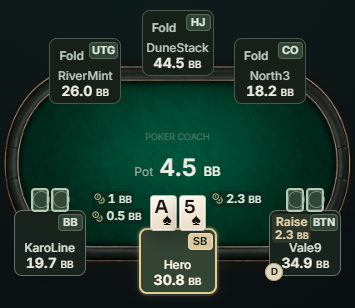 HJ
Fold
DuneStack
44.5 BB
Fold UTG
RiverMint
26.0 BB
Fold CO
North3
18.2 BB
POKER COACH
Pot 4.5 BB
1 BB
0.5 BB
2.3 BB
A 5
BB
KaroLine
19.7 BB
SB
Hero
30.8 BB
Raise BTN
2.3 BB
Vale9
34.9 BB
D